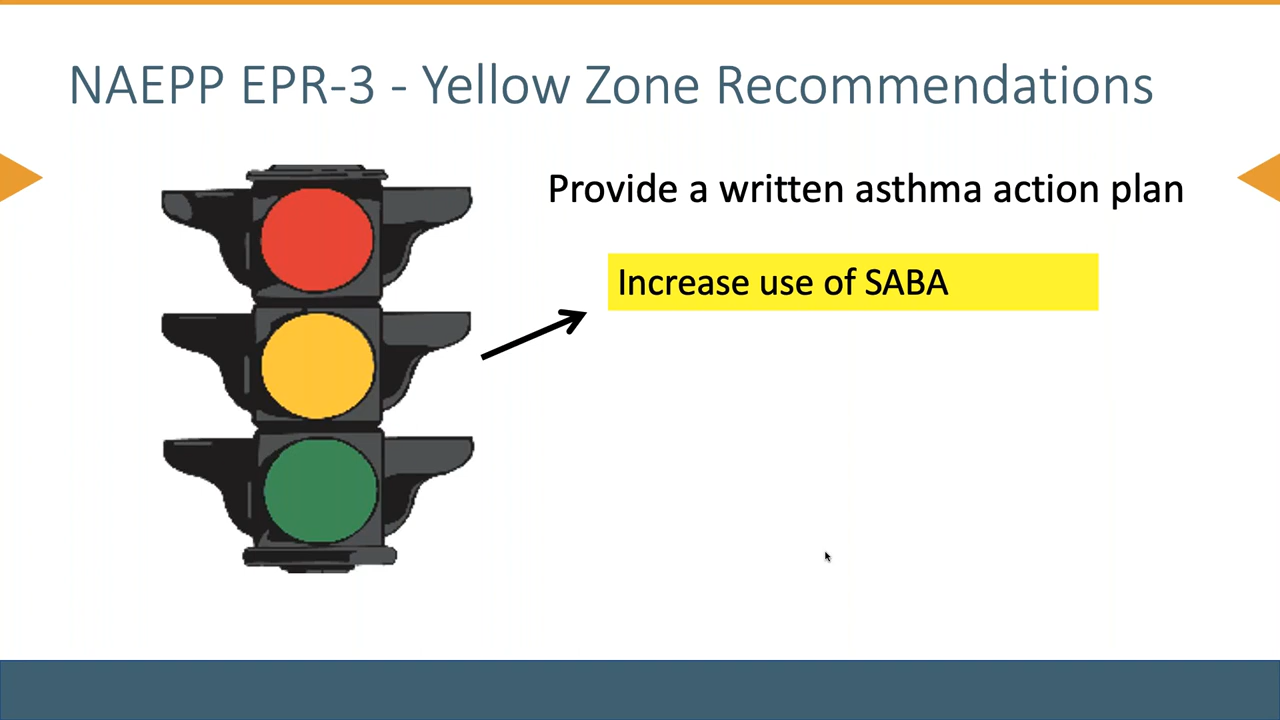 NAEPP EPR-3 - Yellow Zone Recommendations
Provide a written asthma action plan
Increase use of SABA